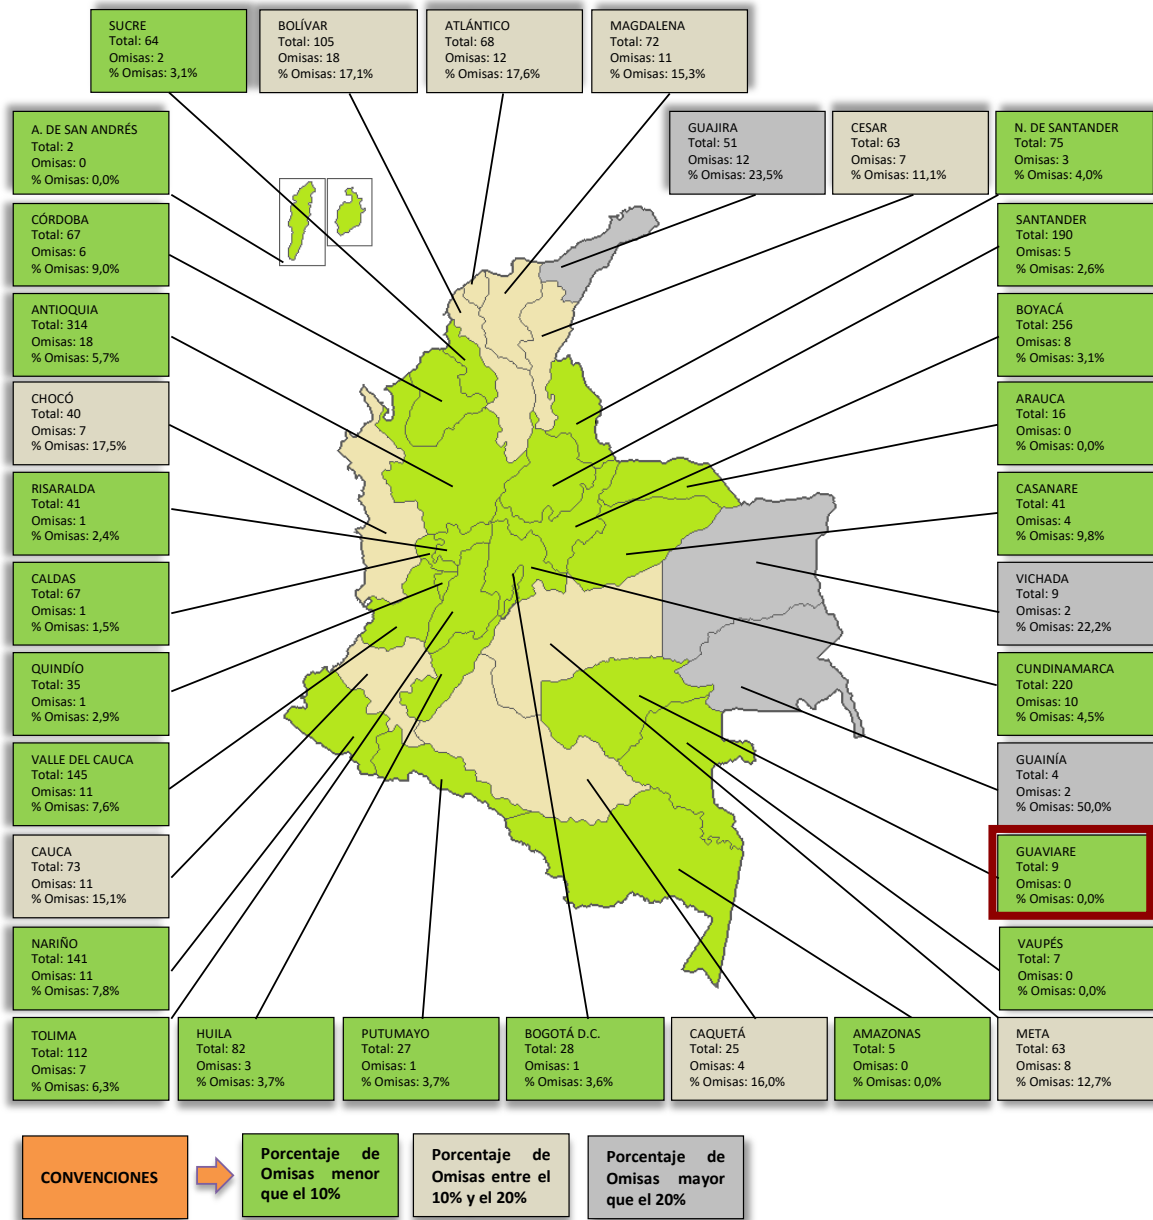 SUCRE
Total: 64
Omisas: 2
% Omisas: 3,1%
BOLÍVAR
Total: 105
Omisas: 18
% Omisas: 17,1%
ATLÁNTICO
Total: 68
Omisas: 12
% Omisas: 17,6%
MAGDALENA
Total: 72
Omisas: 11
% Omisas: 15,3%
A. DE SAN ANDRÉS
Total: 2
Omisas: 0
% Omisas: 0,0%
GUAJIRA
Total: 51
Omisas: 12
% Omisas: 23,5%
CESAR
Total: 63
Omisas: 7
% Omisas: 11,1%
N. DE SANTANDER
Total: 75
Omisas: 3
% Omisas: 4,0%
CÓRDOBA
Total: 67
Omisas: 6
% Omisas: 9,0%
SANTANDER
Total: 190
Omisas: 5
% Omisas: 2,6%
ANTIOQUIA
Total: 314
Omisas: 18
% Omisas: 5,7%
BOYACÁ
Total: 256
Omisas: 8
% Omisas: 3,1%
CHOCÓ
Total: 40
Omisas: 7
% Omisas: 17,5%
ARAUCA
Total: 16
Omisas: 0
% Omisas: 0,0%
RISARALDA
Total: 41
Omisas: 1
% Omisas: 2,4%
CASANARE
Total: 41
Omisas: 4
% Omisas: 9,8%
CALDAS
Total: 67
Omisas: 1
% Omisas: 1,5%
VICHADA
Total: 9
Omisas: 2
% Omisas: 22,2%
QUINDÍO
Total: 35
Omisas: 1
% Omisas: 2,9%
CUNDINAMARCA
Total: 220
Omisas: 10
% Omisas: 4,5%
VALLE DEL CAUCA
Total: 145
Omisas: 11
% Omisas: 7,6%
GUAINÍA
Total: 4
Omisas: 2
% Omisas: 50,0%
CAUCA
Total: 73
Omisas: 11
% Omisas: 15,1%
GUAVIARE
Total: 9
Omisas: 0
% Omisas: 0,0%
NARIÑO
Total: 141
Omisas: 11
% Omisas: 7,8%
VAUPÉS
Total: 7
Omisas: 0
% Omisas: 0,0%
TOLIMA
Total: 112
Omisas: 7
% Omisas: 6,3%
HUILA
Total: 82
Omisas: 3
% Omisas: 3,7%
PUTUMAYO
Total: 27
Omisas: 1
% Omisas: 3,7%
BOGOTÁ D.C.
Total: 28
Omisas: 1
% Omisas: 3,6%
CAQUETÁ
Total: 25
Omisas: 4
% Omisas: 16,0%
AMAZONAS
Total: 5
Omisas: 0
% Omisas: 0,0%
META
Total: 63
Omisas: 8
% Omisas: 12,7%
CONVENCIONES
Porcentaje de
Omisas menor
que el 10%
Porcentaje de
Omisas entre el
10% y el 20%
Porcentaje de
Omisas mayor
que el 20%